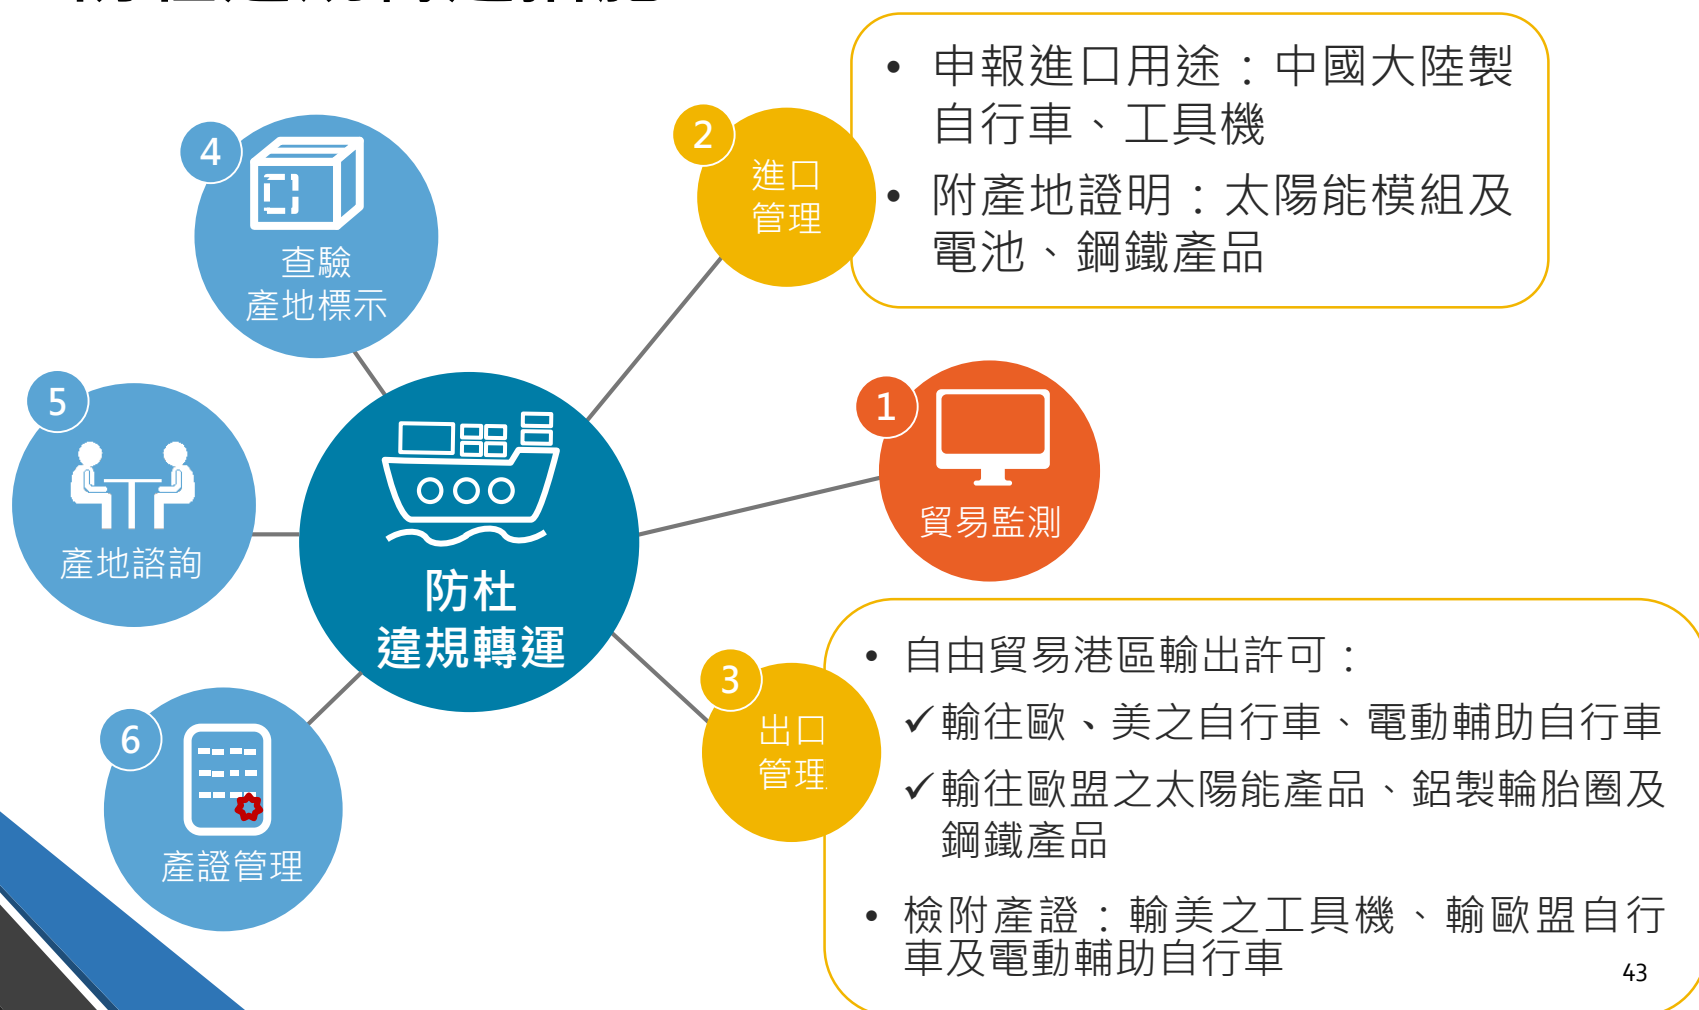 2
進口
管理
• 申報進口用途：中國大陸製
自行車、工具機
• 附產地證明：太陽能模組及
電池、鋼鐵產品
4
查驗
產地標示
1
貿易監測
5
產地諮詢
防杜
違規轉運
3
出口
管理
• 自由貿易港區輸出許可：
✓輸往歐、美之自行車、電動輔助自行車
✓輸往歐盟之太陽能產品、鋁製輪胎圈及
鋼鐵產品
• 檢附產證：輸美之工具機、輸歐盟自行
車及電動輔助自行車
6
產證管理
43